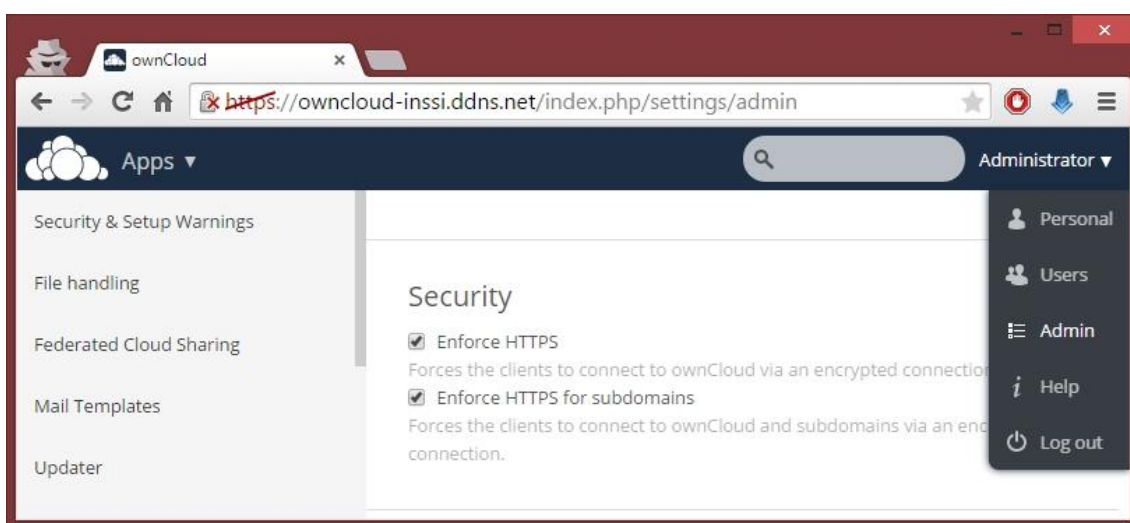 ownCloud
https://owncloud-inssi.ddns.net/index.php/settings/admin
Apps ▼
Administrator ▼
Security & Setup Warnings
File handling
Federated Cloud Sharing
Mail Templates
Updater
Security
Enforce HTTPS
Forces the clients to connect to ownCloud via an encrypted connectio
Enforce HTTPS for subdomains
Forces the clients to connect to ownCloud and subdomains via an enc
connection.
Personal
Users
Admin
Help
Log out